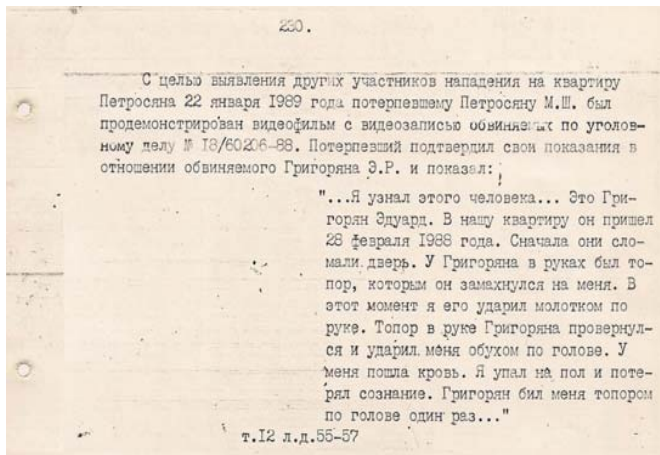 230.
С целью выявления других участников нападения на квартиру
Петросяна 22 января 1989 года потерпевшему Петросяну М.Ш. был
продемонстрирован видеофильм с видеозаписью обвиняемых по уголов-
ному делу № I8/60206-88. Потерпевший подтвердил свои показания в
отношении обвиняемого Григоряна Э.Р. и показал:
"...Я узнал этого человека... Это Гри-
горян Эдуард. В нашу квартиру он пришел
28 февраля I988 года. Сначала они сло-
мали дверь. У Григоряна в руках был то-
пор, которым он замахнулся на меня. В
этот момент я его ударил молотком по
руке. Топор в руке Григоряна провернул-
ся и ударил меня обухом по голове. У
меня пошла кровь. Я упал на пол и поте-
рял сознание. Григорян бил меня топором
по голове один раз..."
т.I2 л.д.55-57